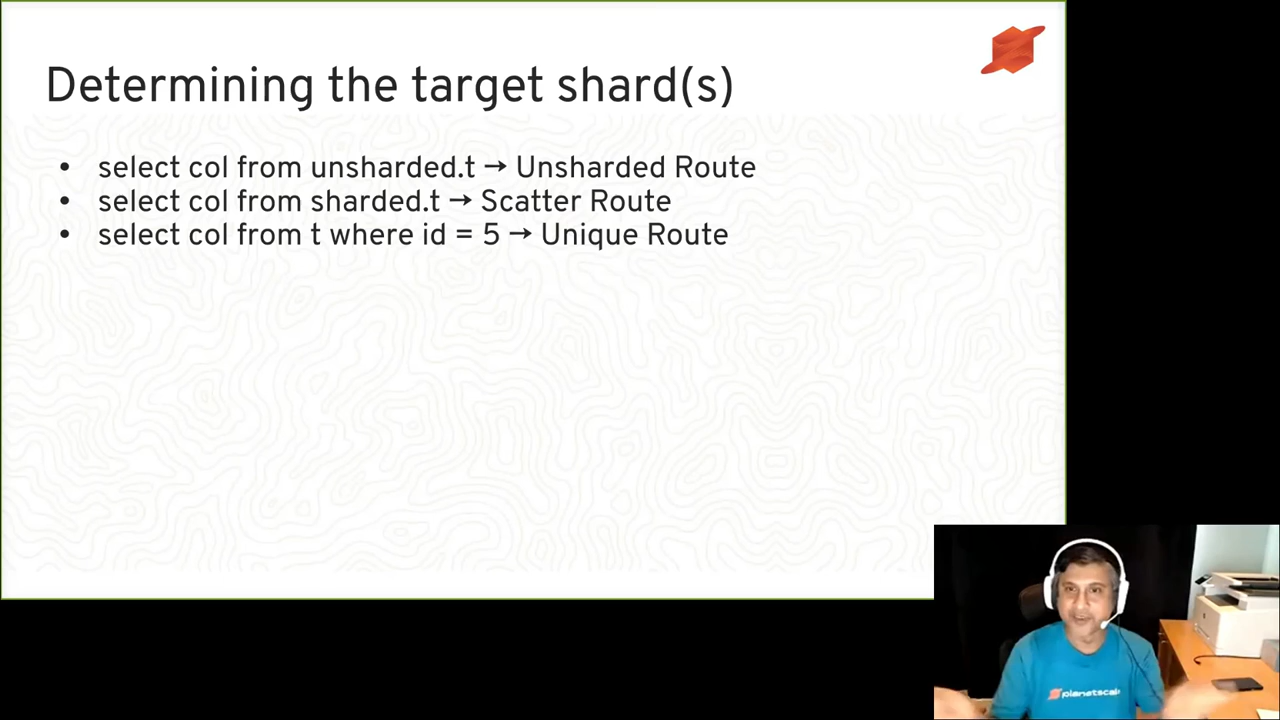 Determining the target shard(s)
• select col from unsharded.t → Unsharded Route
• select col from sharded.t → Scatter Route
• select col from t where id = 5 → Unique Route
planetscal